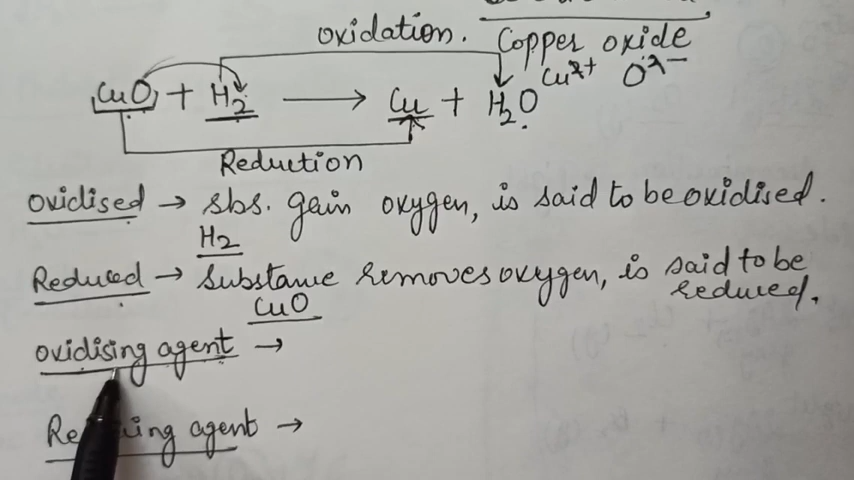 oxidation. Copper oxide
Cu2+ O2-
CuO + H2 → Cu + H2O
Reduction
oxidised → sbs. gain oxygen, is said to be oxidised.
H2
Reduced → substance removes oxygen, is said to be
reduced.
CuO
oxidising agent →
agent →